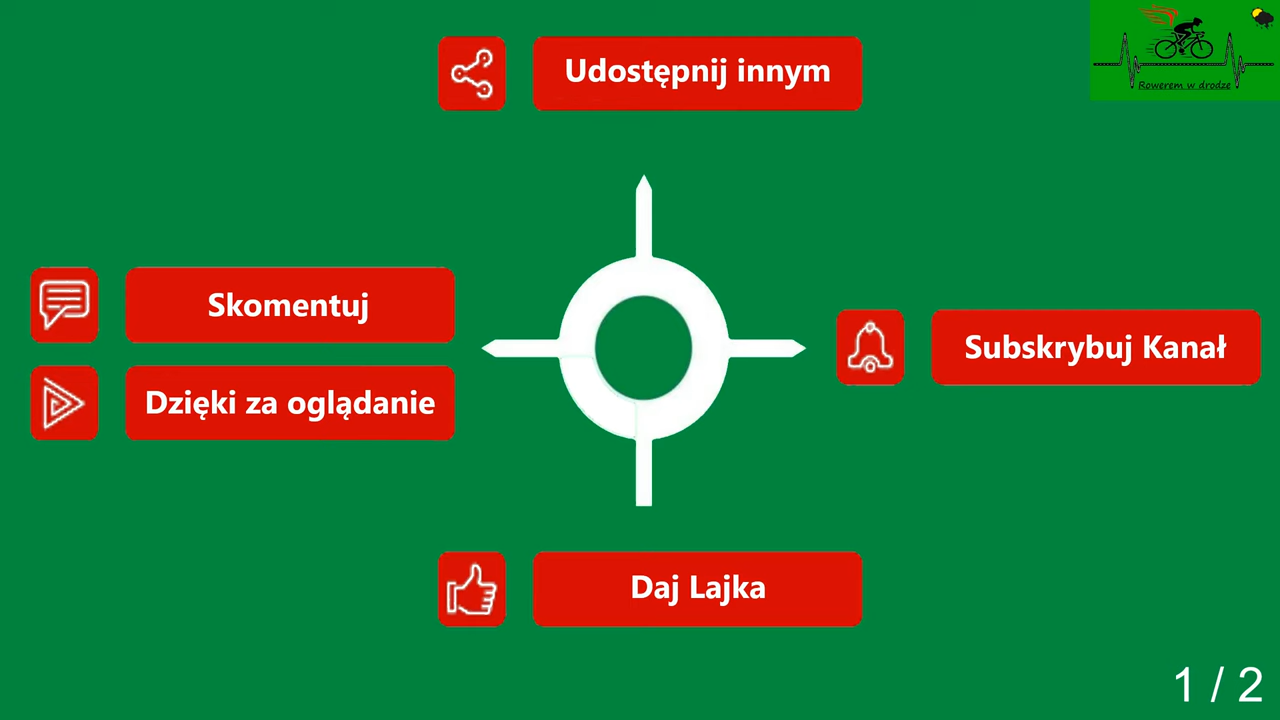 Udostępnij innym
Rowerem w drodze
Skomentuj
Dzięki za oglądanie
Subskrybuj Kanał
Daj Lajka
1 / 2